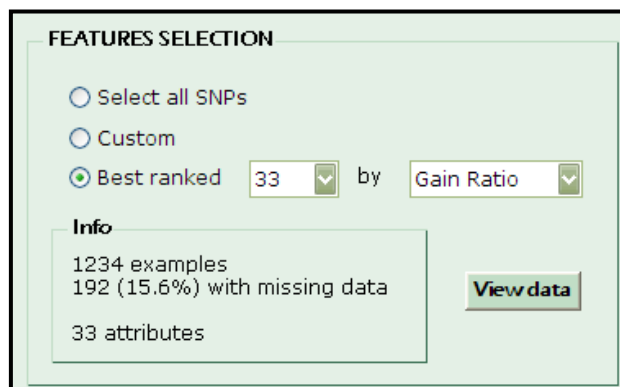 FEATURES SELECTION
Select all SNPs
Custom
Best ranked 33 by Gain Ratio
Info
1234 examples
192 (15.6%) with missing data
33 attributes
View data